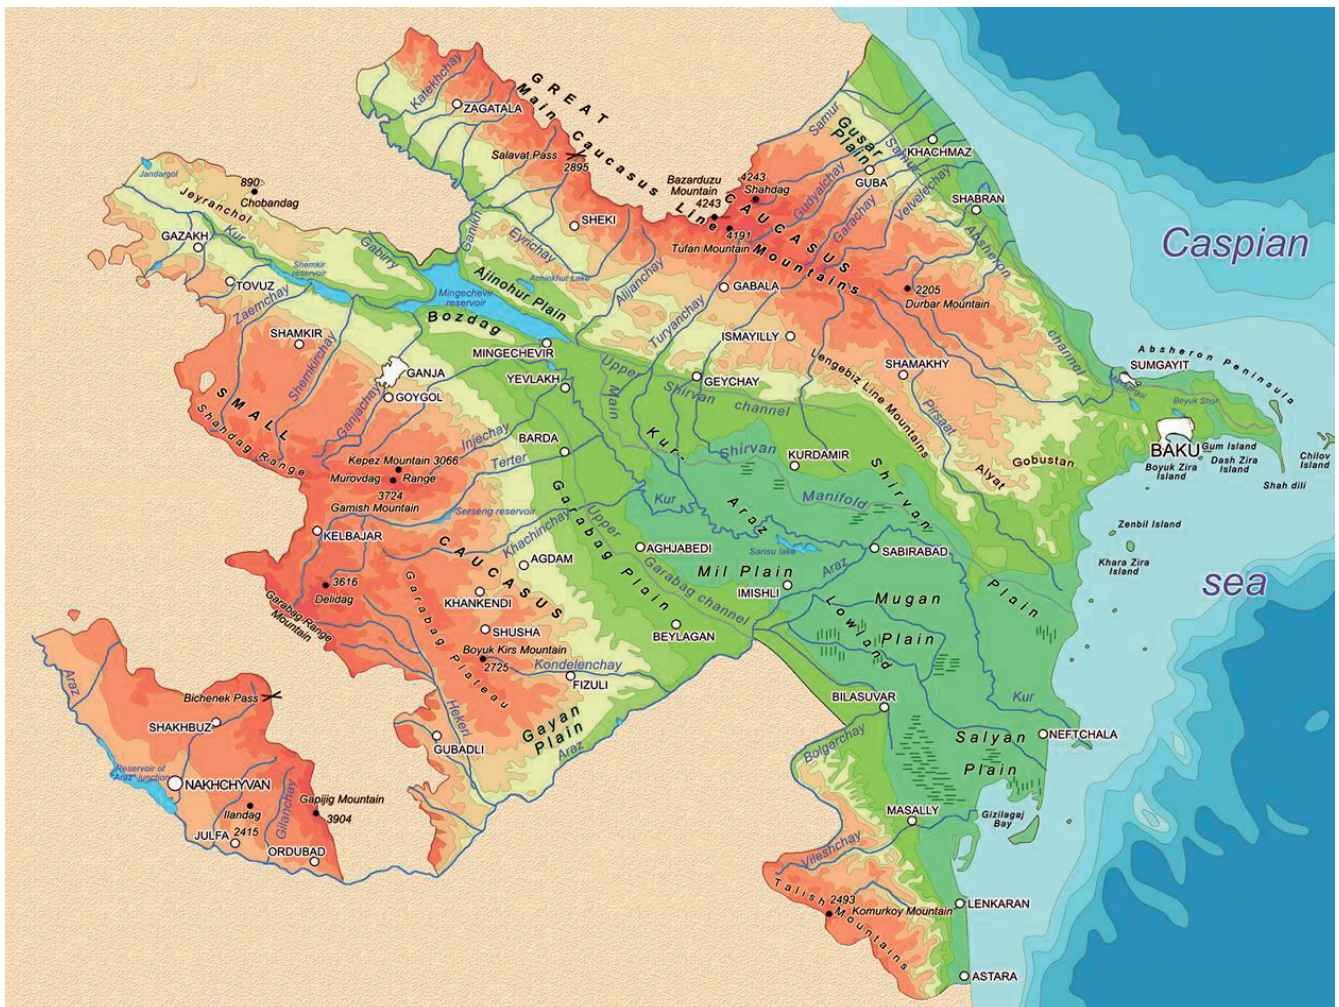 GREAT
Main Caucasus Line
Katekhchay
ZAGATALA
Salavat Pass
2895
Samur
Gusar
Plain
Samur
KHACHMAZ
Bazarduzu
Mountain
4243
4243
Shahdag
GUBA
Gudyalchay
Velvelechay
SHABRAN
Jandargol
890
Chobandag
Jeyranchol
GAZAKH
Kur
Gabirry
Ganikh
Eyrichay
SHEKI
4191
Tufan Mountain
CAUCASUS
Mountains
Garachay
Absheron
channel
Caspian
sea
Shemkir
reservoir
TOVUZ
Zaemchay
Mingechevir
reservoir
Ajinohur Plain
Achinkhur Lake
Alijanchay
GABALA
2205
Durbar Mountain
Bozdag
Turyanchay
SHAMKIR
Shemkirchay
MINGECHEVIR
ISMAYILLY
Lengebiz Line Mountains
SHAMAKHY
Absheron Peninsula
SUMGAYIT
GANJA
YEVLAKH
Upper
Shirvan
channel
GEYCHAY
GOYGOL
Ganjachay
Main
Pirsaat
Beyuk Shor
SMALL
Shahdag Range
Injechay
BARDA
Kur
Shirvan
KURDAMIR
Shirvan
Gobustan
Alyat
BAKU
Gum Island
Boyuk Zira
Island
Dash Zira
Island
Chilov
Island
Shah dili
Kepez Mountain 3066
Murovdag
Range
3724
Gamish Mountain
Terter
Manifold
Serseng reservoir
Kur
Araz
Zenbil Island
KELBAJAR
Khachinchay
Garabag Plain
Upper
Garabag channel
AGHJABEDI
Sarısu lake
SABIRABAD
Khara Zira
Island
CAUCASUS
AGDAM
Mil Plain
Araz
Plain
3616
Delidag
KHANKENDI
IMISHLI
Mugan
Plain
Lowland
Garabag Range
Mountain
Garabag Plateau
SHUSHA
BEYLAGAN
Boyuk Kirs Mountain
2725
Kondelenchay
FIZULI
Araz
Bichenek Pass
SHAKHBUZ
Heken
GUBADLI
Gayan
Plain
Araz
BILASUVAR
Kur
Bolgarchay
Salyan
Plain
NEFTCHALA
Reservoir of
"Araz" junction
NAKHCHYVAN
Gapijig Mountain
3904
Ilandag
2415
Gilanchay
JULFA
ORDUBAD
MASALLY
Gizilagaj
Bay
Vileshchay
Talish Mountains
2493
Komurkoy Mountain
LENKARAN
ASTARA